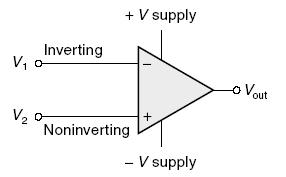 + V supply
Inverting
V₁
−
Vout
V₂
+
Noninverting
− V supply